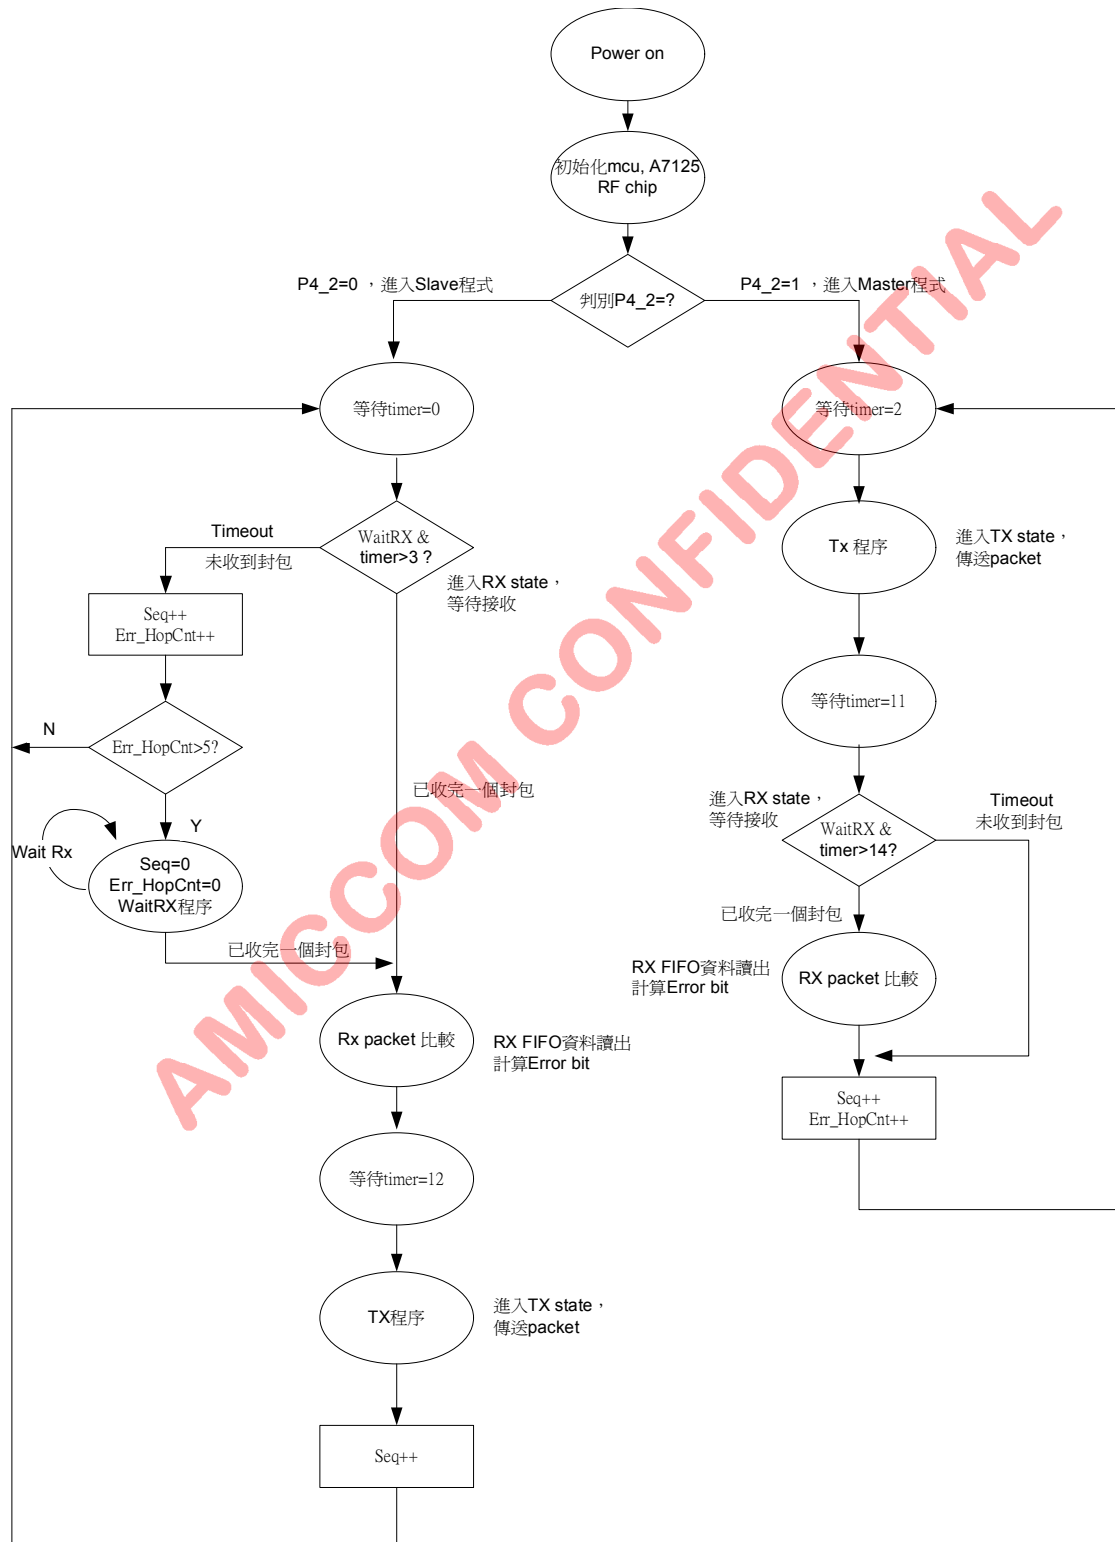 Power on
初始化mcu, A7125
RF chip
P4_2=0 ，進入Slave程式
判別P4_2=?
P4_2=1 ，進入Master程式
等待timer=0
等待timer=2
Timeout
未收到封包
WaitRX &
timer>3 ?
進入RX state，
等待接收
Tx 程序
進入TX state，
傳送packet
Seq++
Err_HopCnt++
等待timer=11
N
Err_HopCnt>5?
已收完一個封包
進入RX state，
等待接收
WaitRX &
timer>14?
Timeout
未收到封包
Y
Wait Rx
Seq=0
Err_HopCnt=0
WaitRX程序
已收完一個封包
已收完一個封包
RX FIFO資料讀出
計算Error bit
RX packet 比較
Rx packet 比較
RX FIFO資料讀出
計算Error bit
Seq++
Err_HopCnt++
等待timer=12
TX程序
進入TX state，
傳送packet
Seq++
AMICCOM CONFIDENTIAL